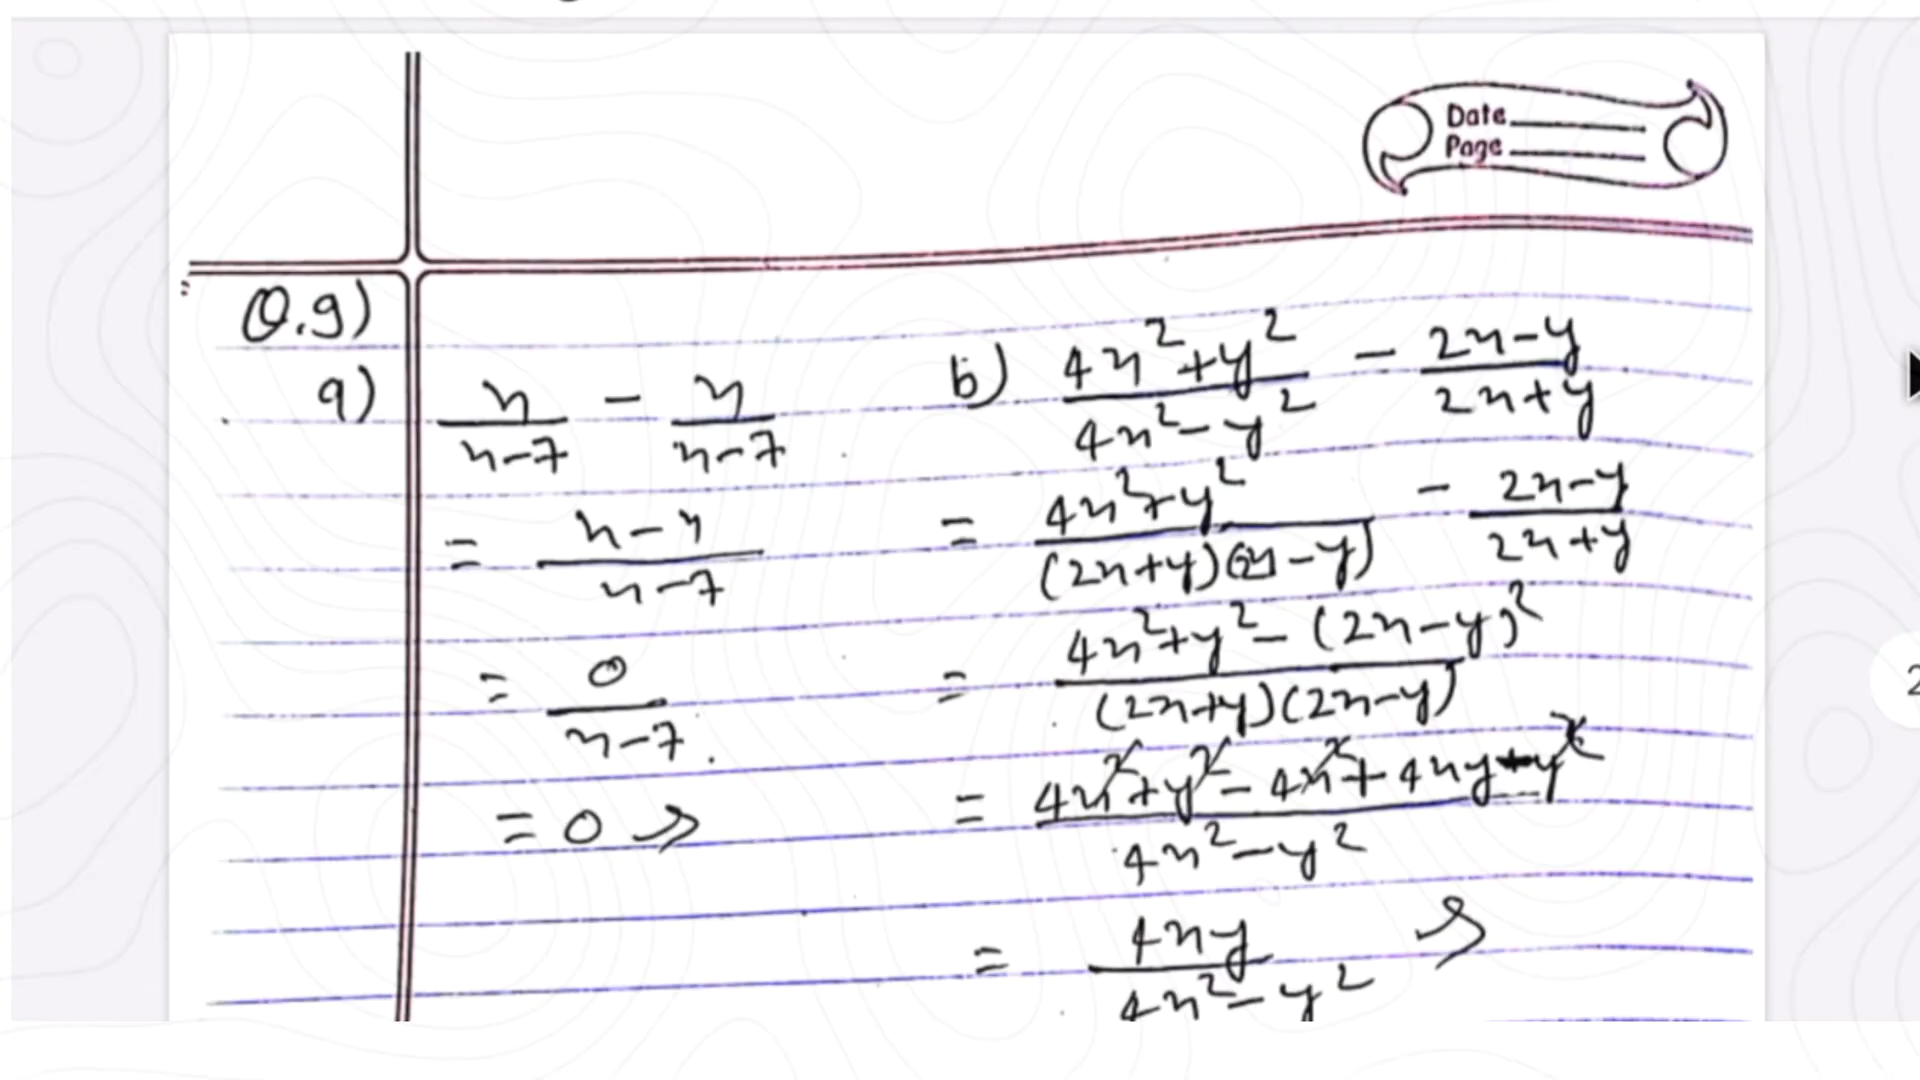 Date
Page
Q.9)
a) x/(x-7) - x/(x-7)
= (x-x)/(x-7)
= 0/(x-7).
= 0
b) (4x²+y²)/(4x²-y²) - (2x-y)/(2x+y)
= (4x²+y²)/((2x+y)(2x-y)) - (2x-y)/(2x+y)
= (4x²+y²-(2x-y)²)/((2x+y)(2x-y))
= (4x²+y²-4x²+4xy-y²)/(4x²-y²)
= 4xy/(4x²-y²)
2